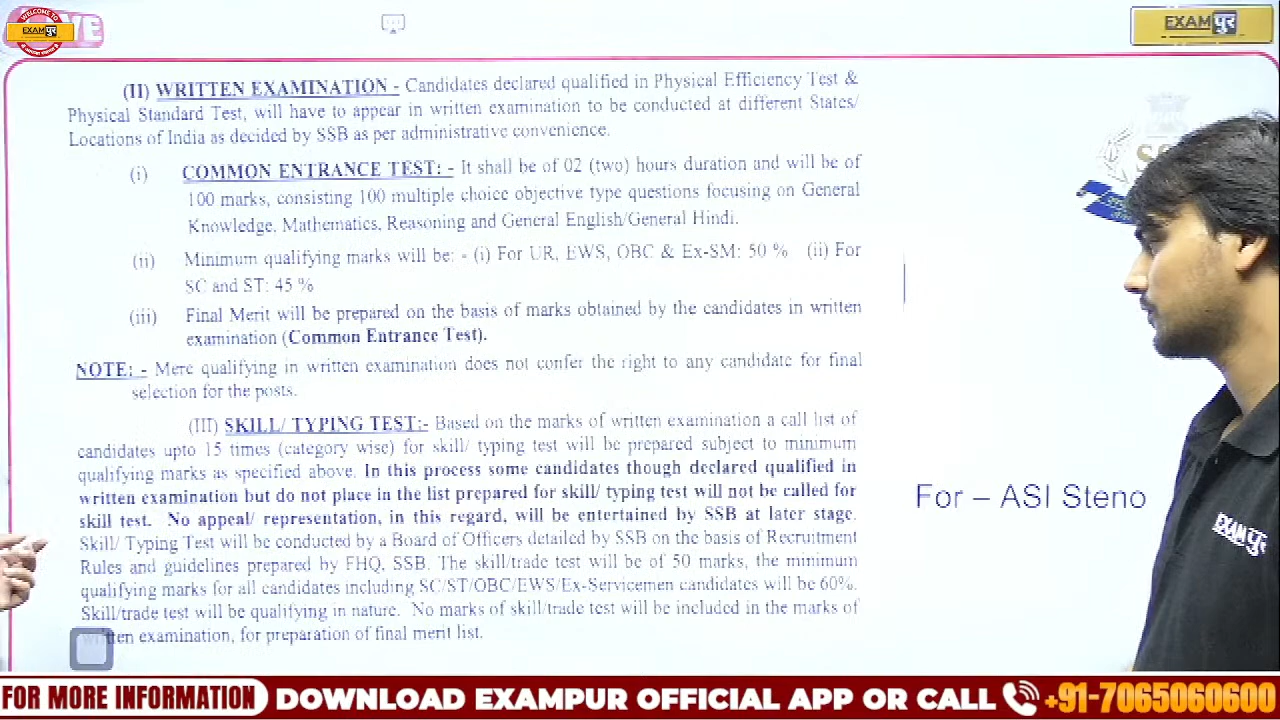 WELCOME TO
EXAMपुर
EXAMपुर
(II) WRITTEN EXAMINATION - Candidates declared qualified in Physical Efficiency Test &
Physical Standard Test, will have to appear in written examination to be conducted at different States/
Locations of India as decided by SSB as per administrative convenience.
(i) COMMON ENTRANCE TEST: - It shall be of 02 (two) hours duration and will be of
100 marks, consisting 100 multiple choice objective type questions focusing on General
Knowledge, Mathematics, Reasoning and General English/General Hindi.
(ii) Minimum qualifying marks will be: - (i) For UR, EWS, OBC & Ex-SM: 50 % (ii) For
SC and ST: 45 %
(iii) Final Merit will be prepared on the basis of marks obtained by the candidates in written
examination (Common Entrance Test).
NOTE: - Mere qualifying in written examination does not confer the right to any candidate for final
selection for the posts.
(III) SKILL/ TYPING TEST:- Based on the marks of written examination a call list of
candidates upto 15 times (category wise) for skill/ typing test will be prepared subject to minimum
qualifying marks as specified above. In this process some candidates though declared qualified in
written examination but do not place in the list prepared for skill/ typing test will not be called for
skill test. No appeal/ representation, in this regard, will be entertained by SSB at later stage.
Skill/ Typing Test will be conducted by a Board of Officers detailed by SSB on the basis of Recruitment
Rules and guidelines prepared by FHQ, SSB. The skill/trade test will be of 50 marks, the minimum
qualifying marks for all candidates including SC/ST/OBC/EWS/Ex-Servicemen candidates will be 60%.
Skill/trade test will be qualifying in nature. No marks of skill/trade test will be included in the marks of
written examination, for preparation of final merit list.
For – ASI Steno
EXAMपुर
FOR MORE INFORMATION DOWNLOAD EXAMPUR OFFICIAL APP OR CALL +91-7065060600